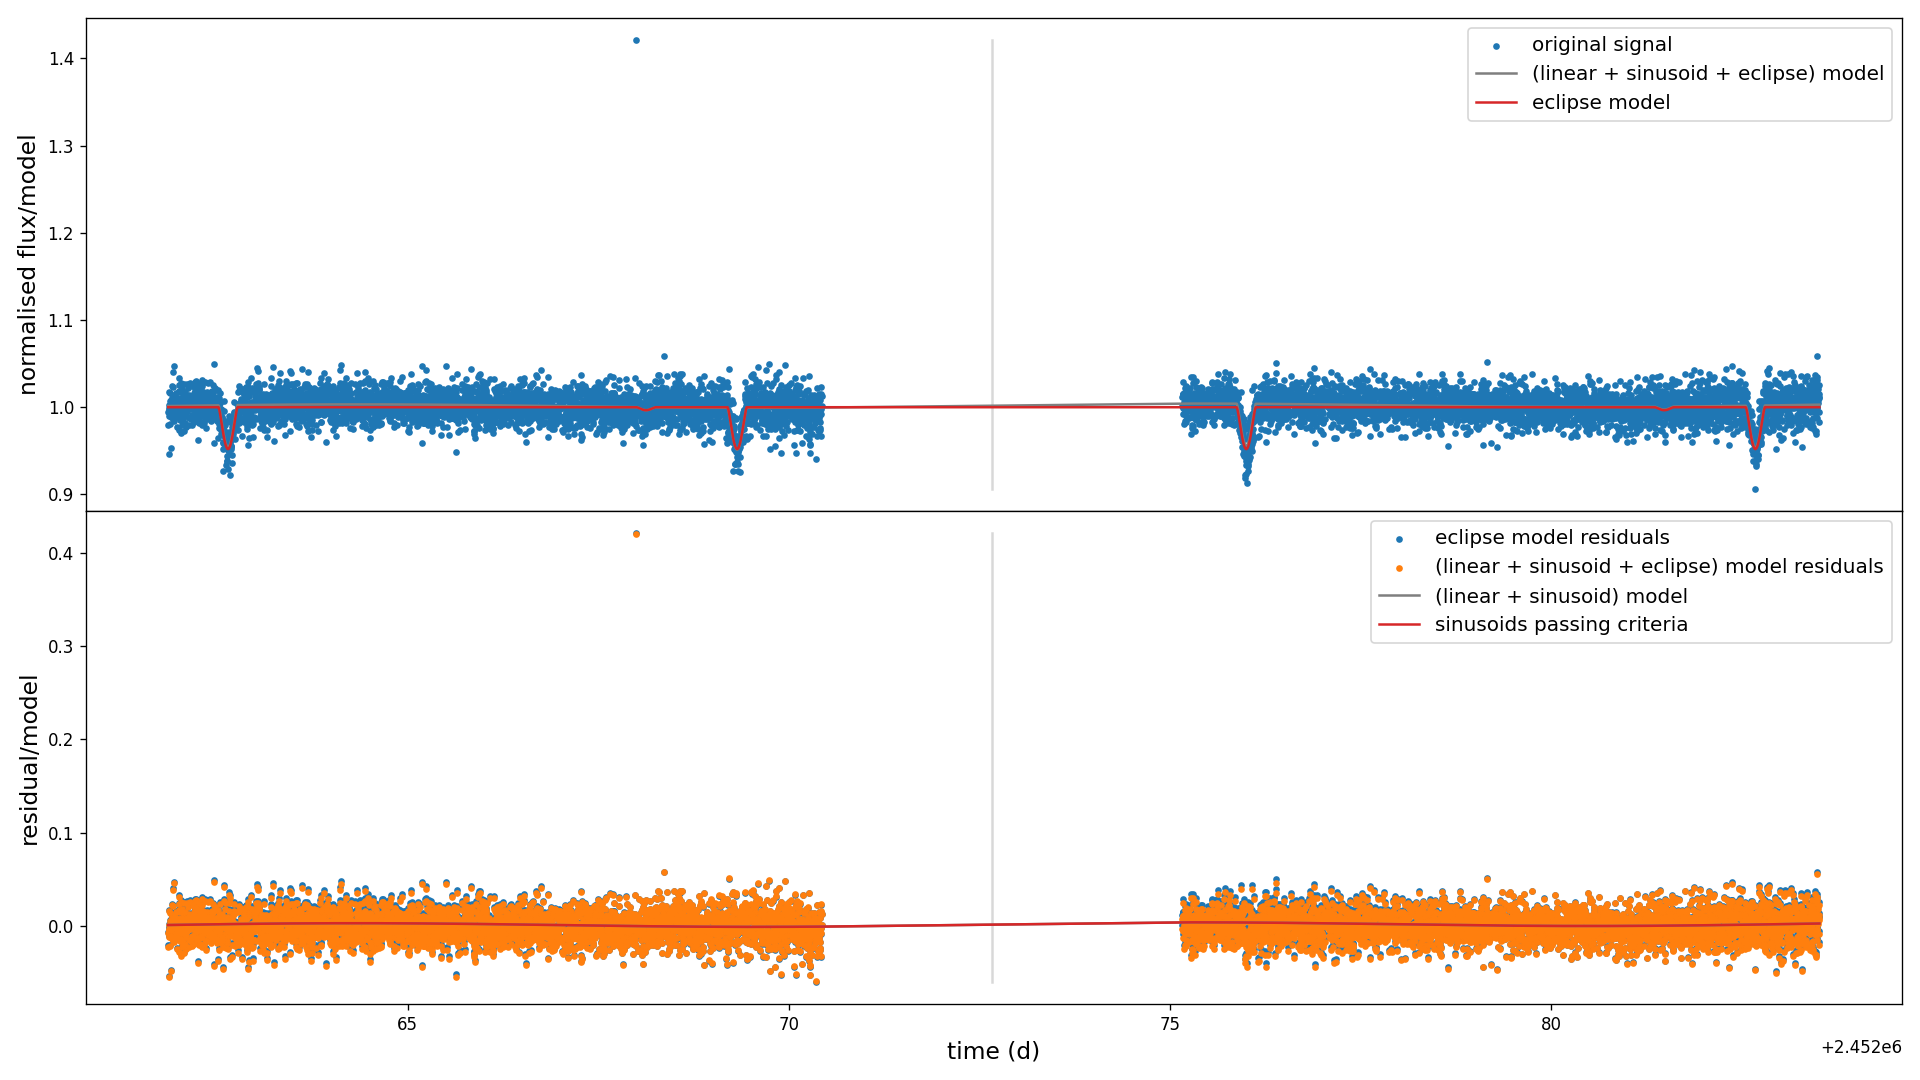 normalised flux/model
1.4
1.3
1.2
1.1
1.0
0.9
original signal
(linear + sinusoid + eclipse) model
eclipse model
residual/model
0.4
0.3
0.2
0.1
0.0
eclipse model residuals
(linear + sinusoid + eclipse) model residuals
(linear + sinusoid) model
sinusoids passing criteria
65
70
75
80
time (d)
+2.452e6